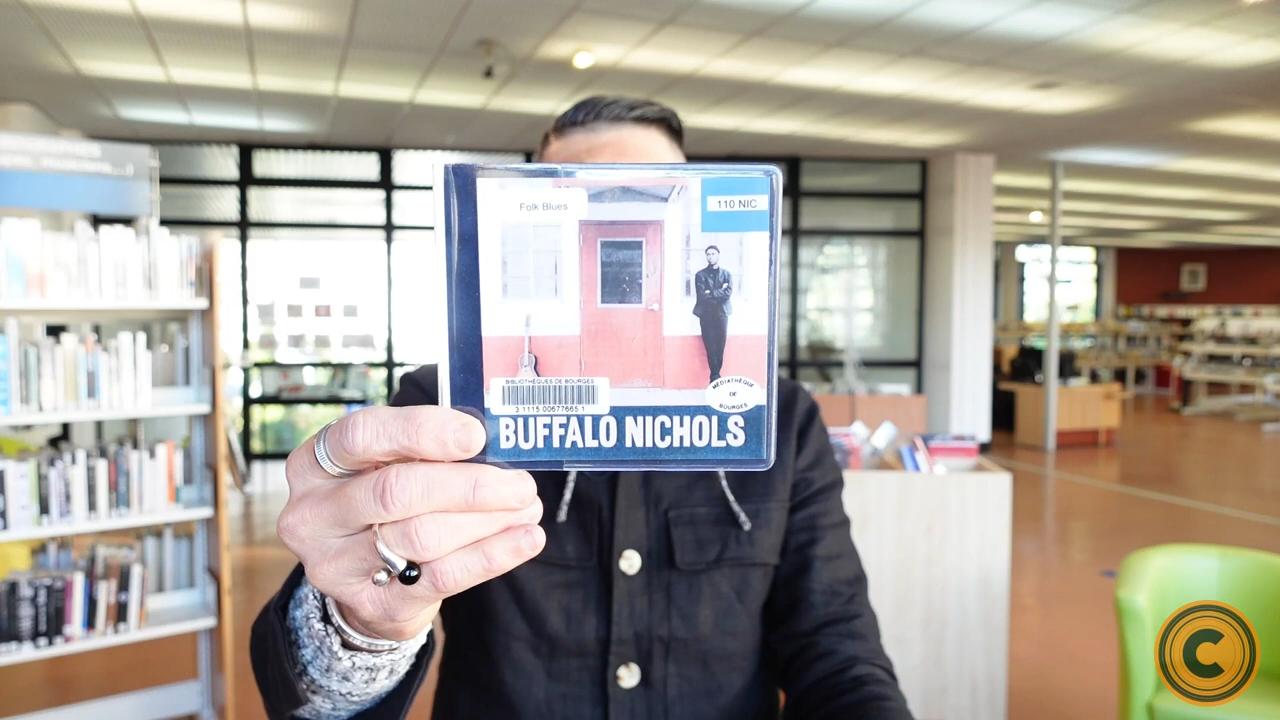 Folk Blues
110 NIC
BIBLIOTHÈQUES DE BOURGES
3 1115 00677665 1
MÉDIATHÈQUE
DE
BOURGES
BUFFALO NICHOLS
C